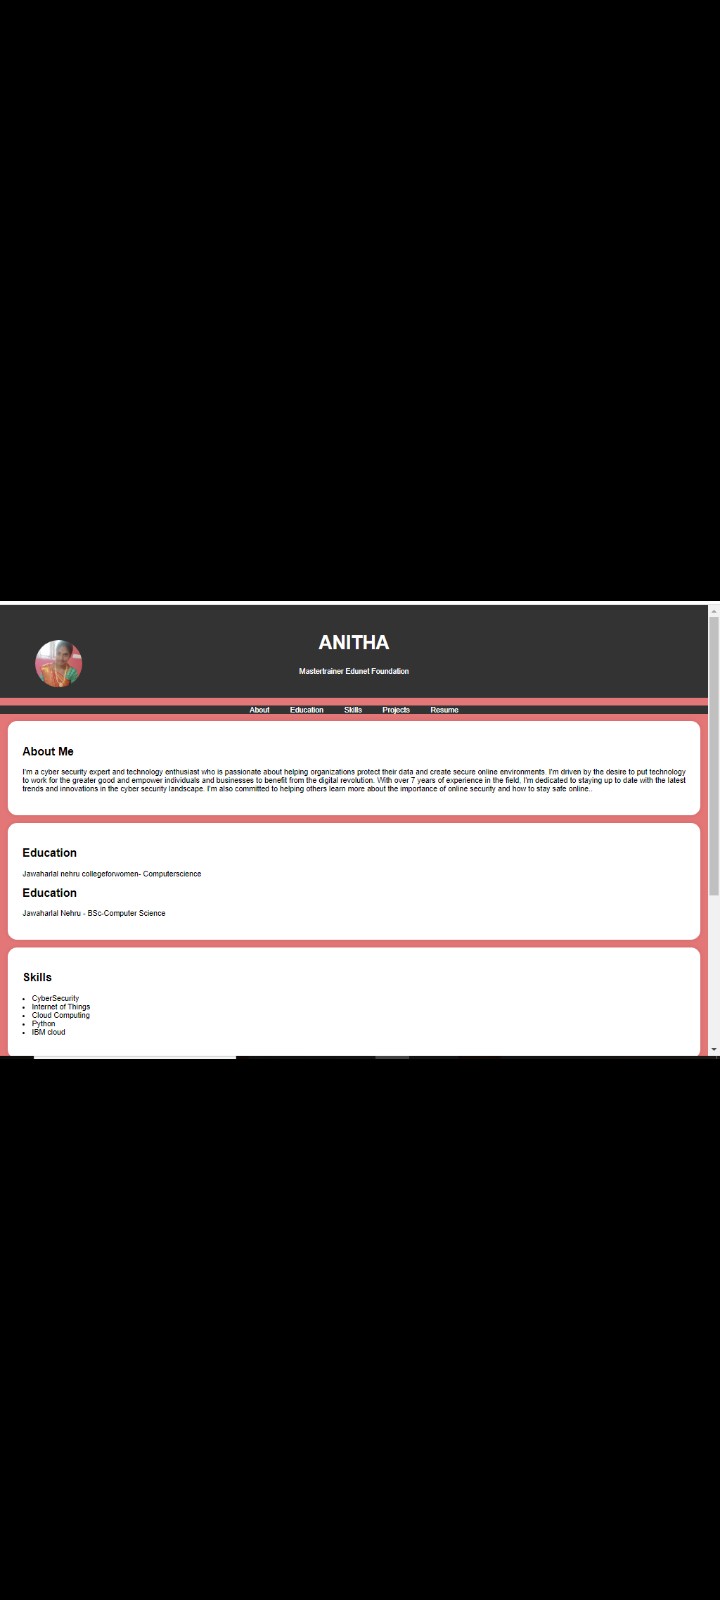 ANITHA
Mastertrainer Edunet Foundation
About Education Skills Projects Resume
About Me
I'm a cyber security expert and technology enthusiast who is passionate about helping organizations protect their data and create secure online environments. I'm driven by the desire to put technology
to work for the greater good and empower individuals and businesses to benefit from the digital revolution. With over 7 years of experience in the field, I'm dedicated to staying up to date with the latest
trends and innovations in the cyber security landscape. I'm also committed to helping others learn more about the importance of online security and how to stay safe online..
Education
Jawaharlal nehru collegeforwomen- Computerscience
Education
Jawaharlal Nehru - BSc-Computer Science
Skills
• CyberSecurity
• Internet of Things
• Cloud Computing
• Python
• IBM cloud